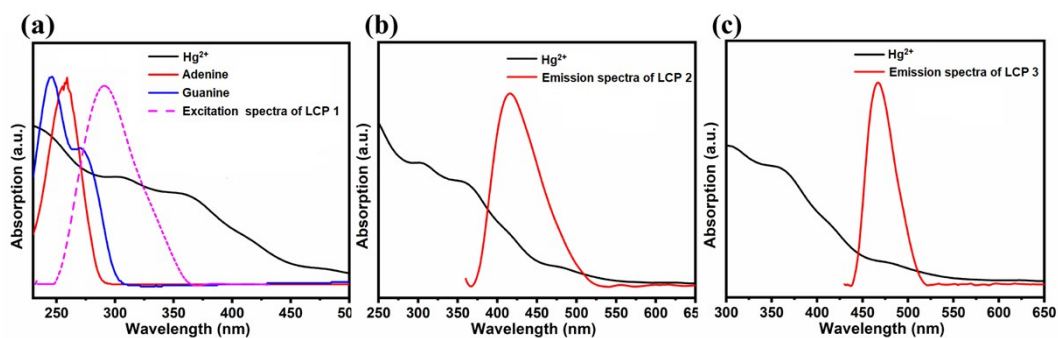 (a)
Hg²⁺
Adenine
Guanine
Excitation spectra of LCP 1
Absorption (a.u.)
250 300 350 400 450 50
Wavelength (nm)
(b)
Hg²⁺
Emission spectra of LCP 2
Absorption (a.u.)
250 300 350 400 450 500 550 600 65
Wavelength (nm)
(c)
Hg²⁺
Emission spectra of LCP 3
Absorption (a.u.)
300 350 400 450 500 550 600 650
Wavelength (nm)